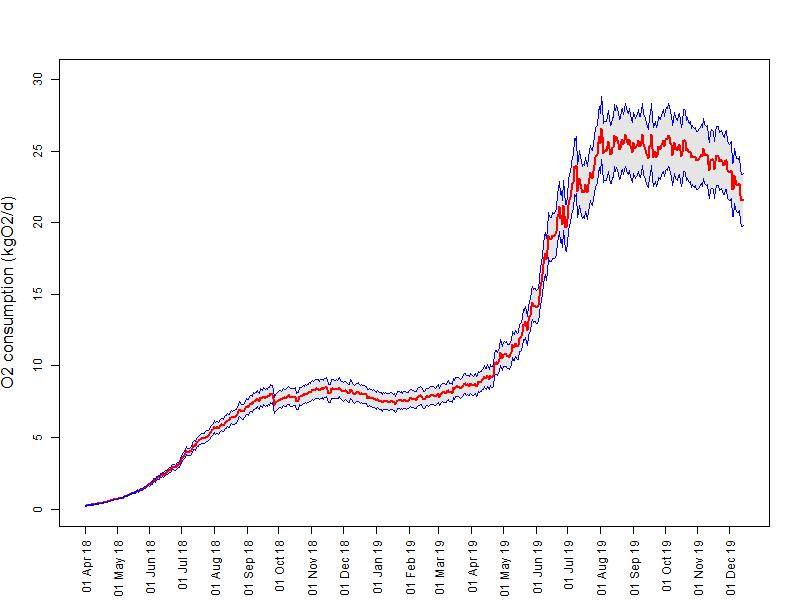 O2 consumption (kgO2/d)
30
25
20
15
10
5
0
01 Apr 18
01 May 18
01 Jun 18
01 Jul 18
01 Aug 18
01 Sep 18
01 Oct 18
01 Nov 18
01 Dec 18
01 Jan 19
01 Feb 19
01 Mar 19
01 Apr 19
01 May 19
01 Jun 19
01 Jul 19
01 Aug 19
01 Sep 19
01 Oct 19
01 Nov 19
01 Dec 19